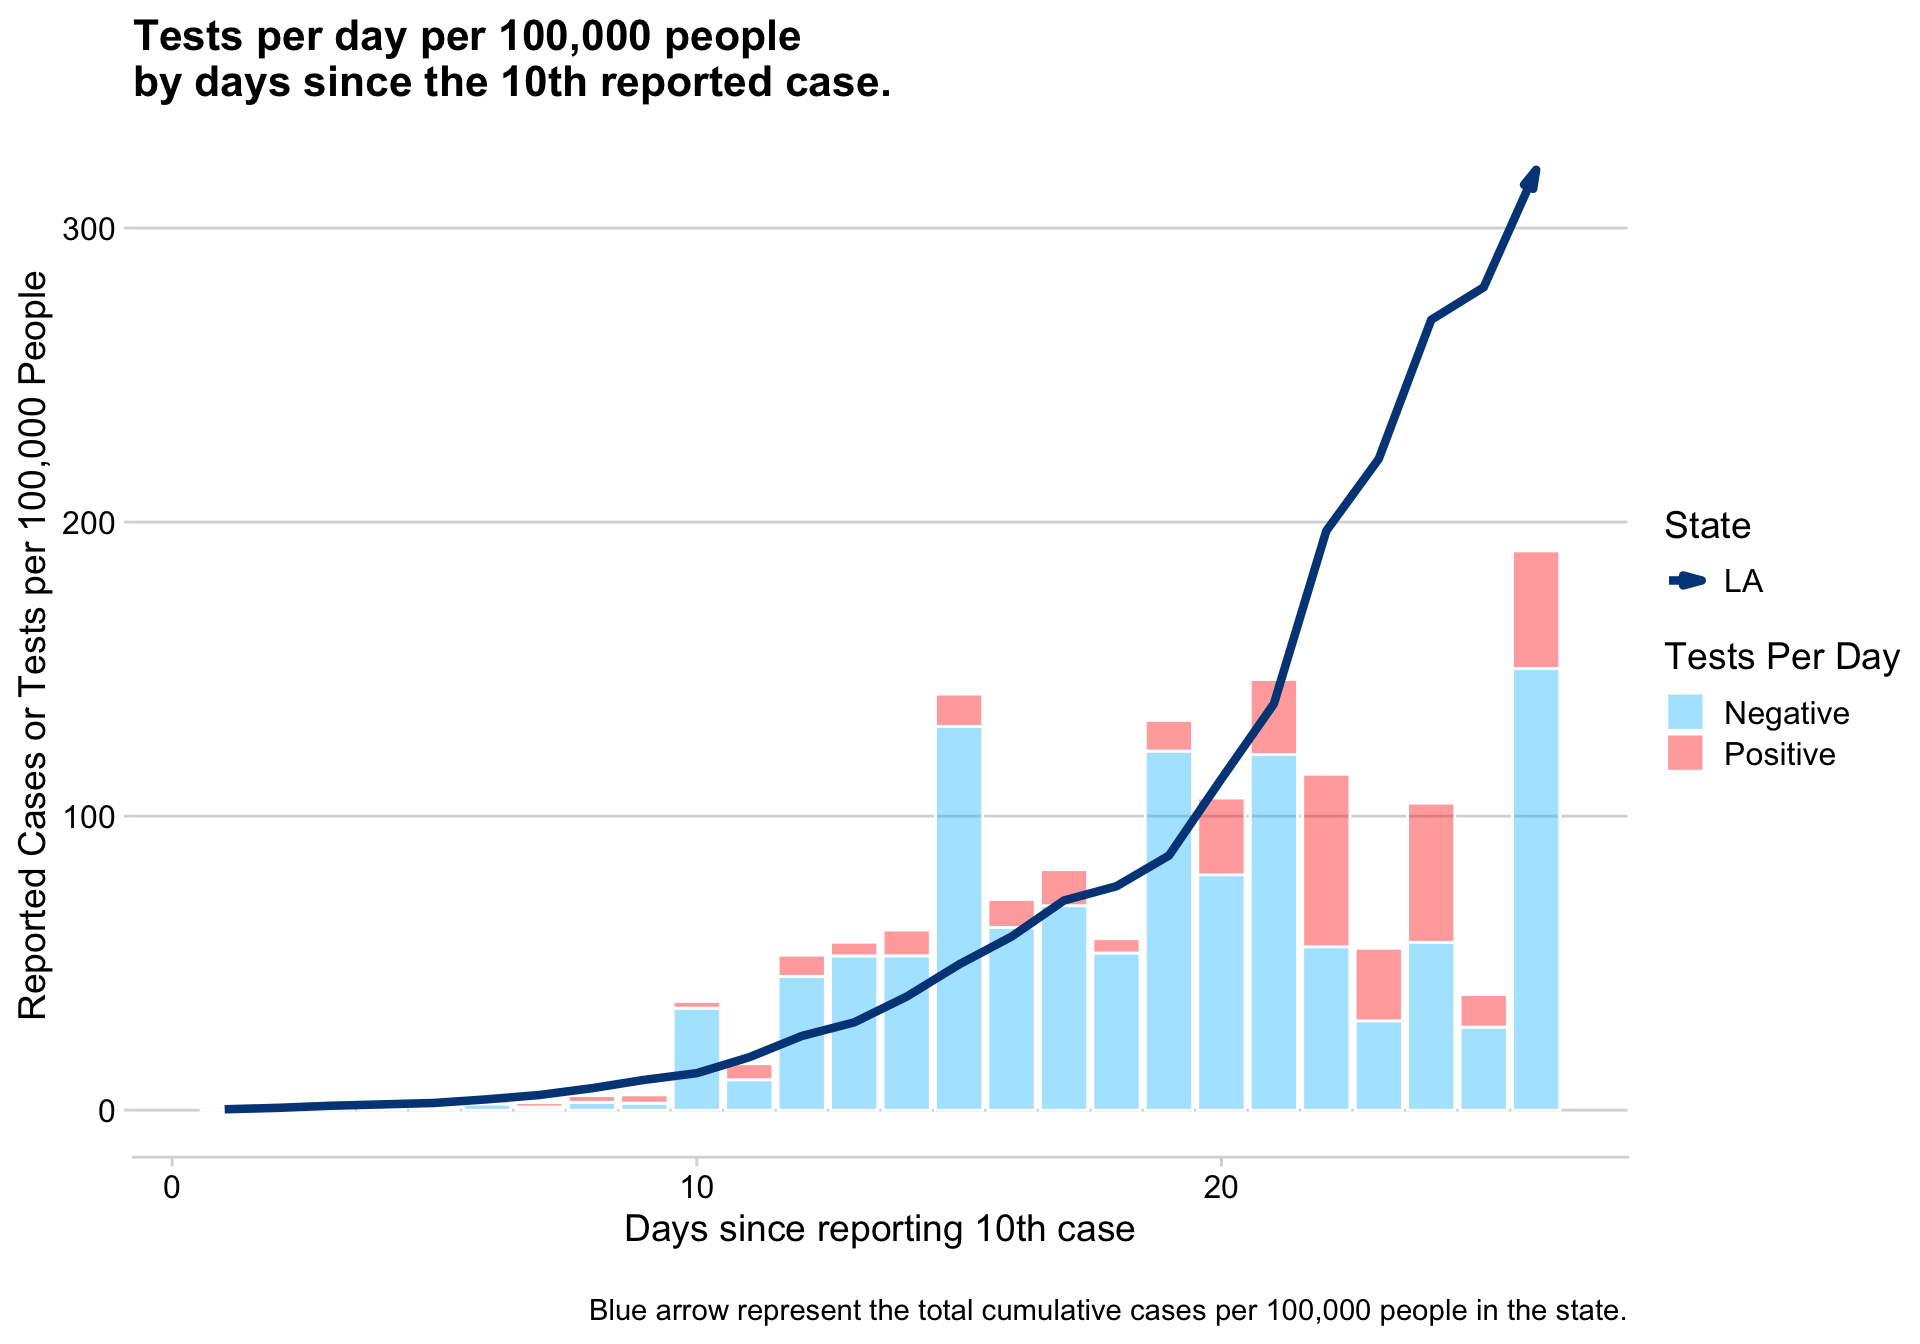 Tests per day per 100,000 people
by days since the 10th reported case.
Reported Cases or Tests per 100,000 People
300
200
100
0
0
10
20
Days since reporting 10th case
State
LA
Tests Per Day
Negative
Positive
Blue arrow represent the total cumulative cases per 100,000 people in the state.